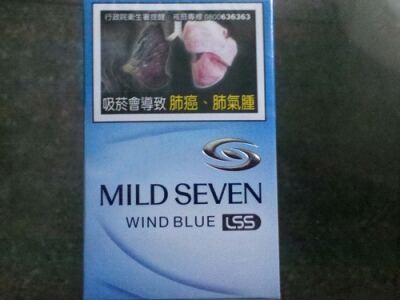 行政院衛生署提醒 戒菸專線 0800636363
吸菸會導致 肺癌、肺氣腫
MILD SEVEN
WIND BLUE LSS